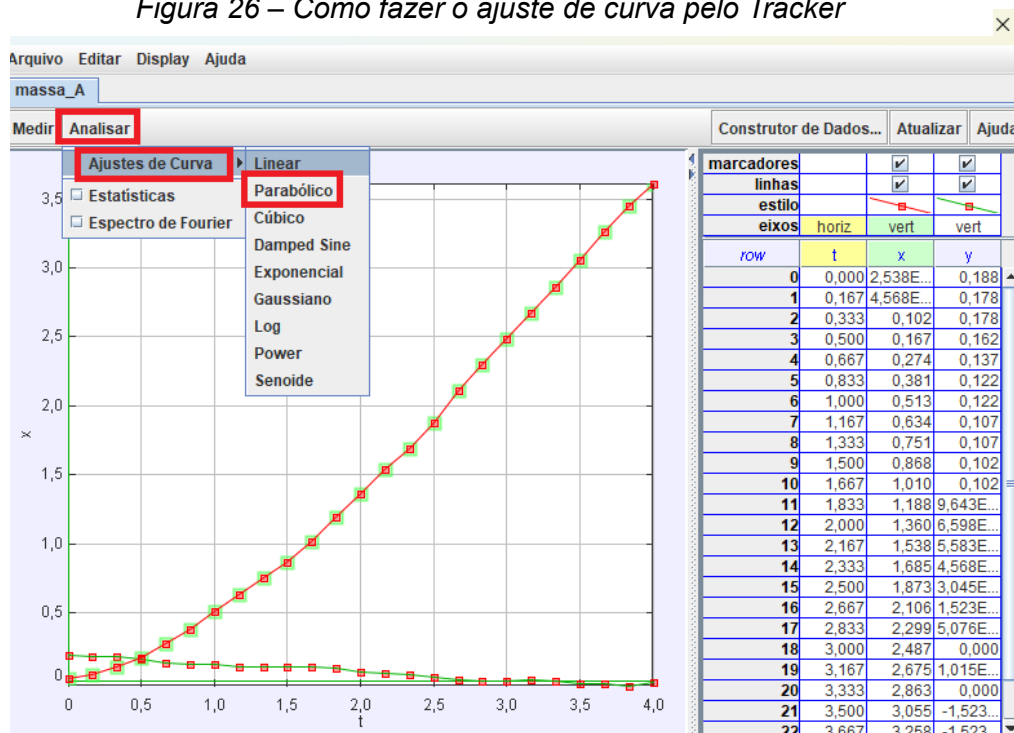 Figura 26 – Como fazer o ajuste de curva pelo Tracker
Arquivo Editar Display Ajuda
massa_A
Medir Analisar Construtor de Dados... Atualizar Ajuda
Ajustes de Curva
Estatísticas
Espectro de Fourier
Linear
Parabólico
Cúbico
Damped Sine
Exponencial
Gaussiano
Log
Power
Senoide
3,5
3,0
2,5
2,0
1,5
1,0
0,5
0
x
0 0,5 1,0 1,5 2,0 2,5 3,0 3,5 4,0
t
marcadores
linhas
estilo
eixos horiz vert vert
row t x y
0 0,000 2,538E... 0,188
1 0,167 4,568E... 0,178
2 0,333 0,102 0,178
3 0,500 0,167 0,162
4 0,667 0,274 0,137
5 0,833 0,381 0,122
6 1,000 0,513 0,122
7 1,167 0,634 0,107
8 1,333 0,751 0,107
9 1,500 0,868 0,102
10 1,667 1,010 0,102
11 1,833 1,188 9,643E...
12 2,000 1,360 6,598E...
13 2,167 1,538 5,583E...
14 2,333 1,685 4,568E...
15 2,500 1,873 3,045E...
16 2,667 2,106 1,523E...
17 2,833 2,299 5,076E...
18 3,000 2,487 0,000
19 3,167 2,675 1,015E...
20 3,333 2,863 0,000
21 3,500 3,055 -1,523...
22 3,667 3,258 -1,523...